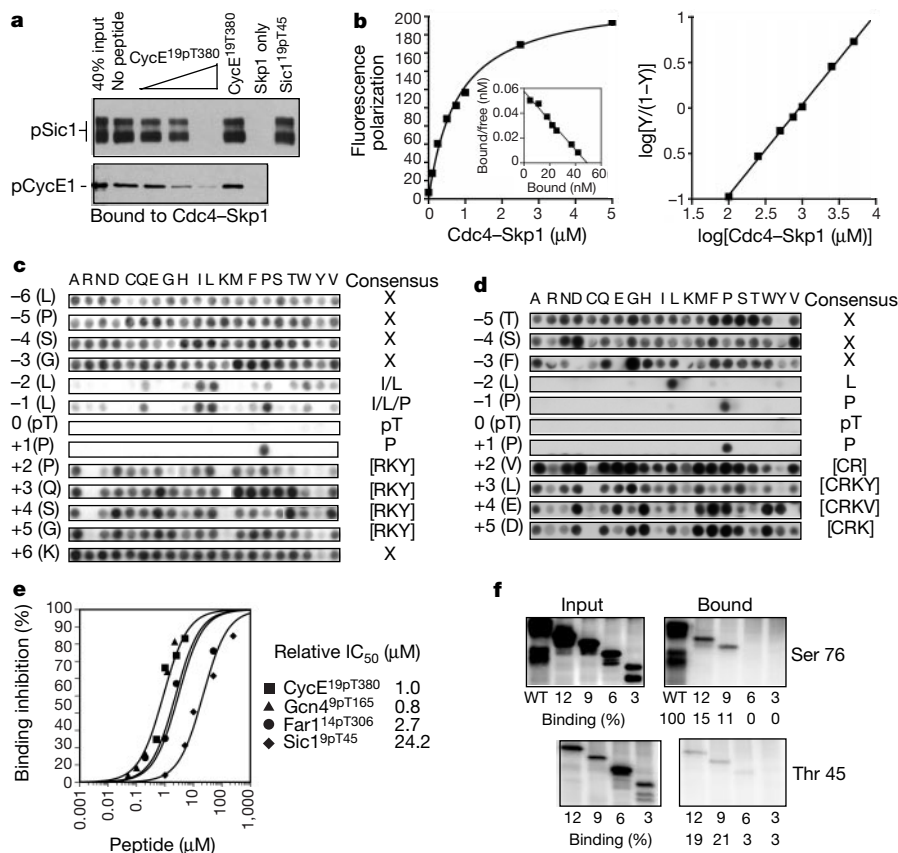 a
40% input
No peptide
CycE19pT380
CycE19T380
Skp1 only
Sic119pT45
pSic1
pCycE1
Bound to Cdc4–Skp1
b
Fluorescence polarization
200
180
160
140
120
100
80
60
40
20
0
0 1 2 3 4 5
Cdc4–Skp1 (μM)
Bound/free (nM)
0.06
0.04
0.02
0
0 20 40 60
Bound (nM)
log[Y/(1–Y)]
1
0
–1
1.5 2 2.5 3 3.5 4
log[Cdc4–Skp1 (μM)]
c
A R N D C Q E G H I L K M F P S T W Y V Consensus
–6 (L) X
–5 (P) X
–4 (S) X
–3 (G) X
–2 (L) I/L
–1 (L) I/L/P
0 (pT) pT
+1 (P) P
+2 (P) [RKY]
+3 (Q) [RKY]
+4 (S) [RKY]
+5 (G) [RKY]
+6 (K) X
d
A R N D C Q E G H I L K M F P S T W Y V Consensus
–5 (T) X
–4 (S) X
–3 (F) X
–2 (L) L
–1 (P) P
0 (pT) pT
+1 (P) P
+2 (V) [CR]
+3 (L) [CRKY]
+4 (E) [CRKV]
+5 (D) [CRK]
e
Binding inhibition (%)
100
90
80
70
60
50
40
30
20
10
0
0.001 0.01 0.1 1.0 10 100 1,000
Peptide (μM)
Relative IC50 (μM)
CycE19pT380 1.0
Gcn49pT165 0.8
Far114pT306 2.7
Sic19pT45 24.2
f
Input Bound
Ser 76
WT 12 9 6 3 WT 12 9 6 3
Binding (%) 100 15 11 0 0
Thr 45
12 9 6 3 12 9 6 3
Binding (%) 19 21 3 3